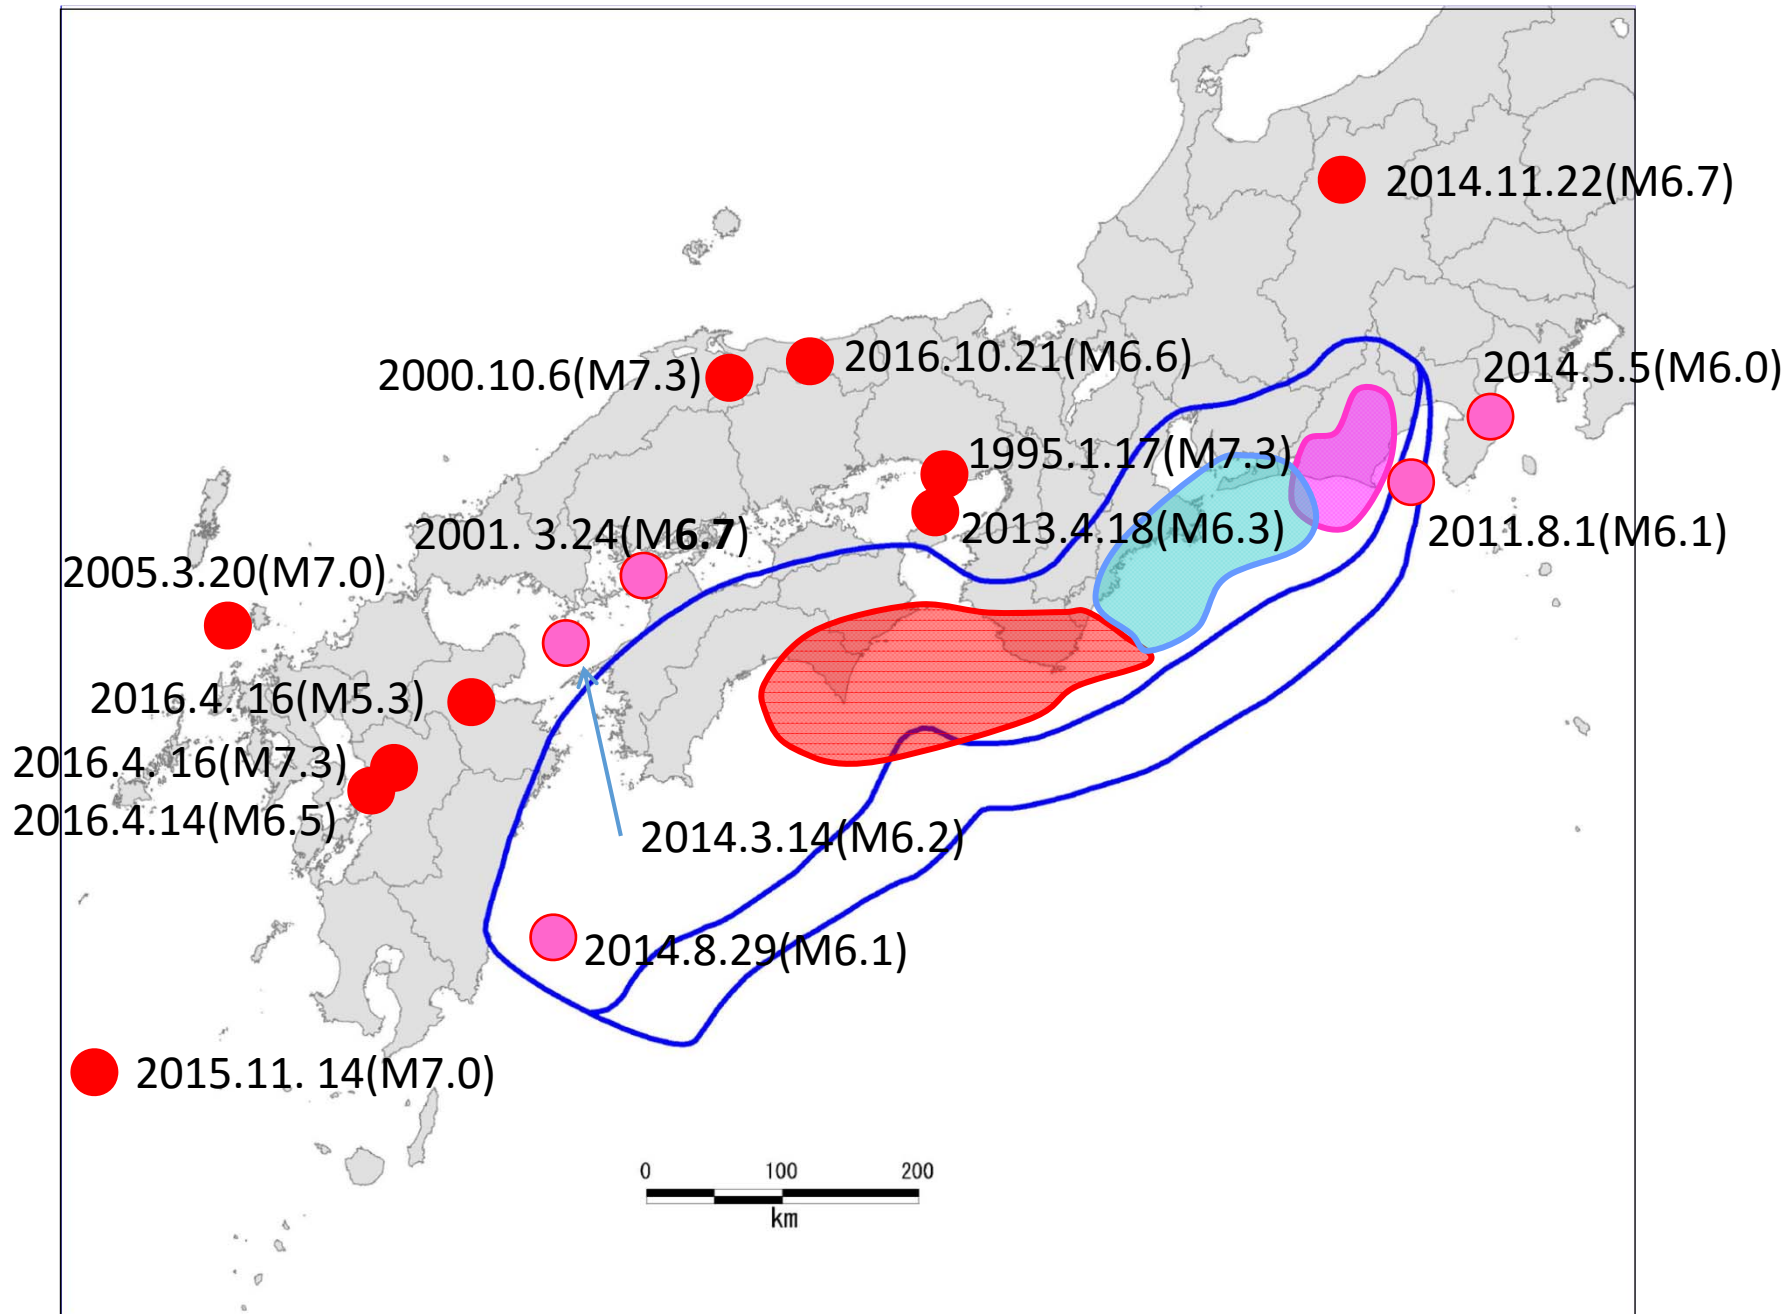 2014.11.22(M6.7)
2000.10.6(M7.3)
2016.10.21(M6.6)
2014.5.5(M6.0)
1995.1.17(M7.3)
2001. 3.24(M6.7)
2013.4.18(M6.3)
2011.8.1(M6.1)
2005.3.20(M7.0)
2016.4. 16(M5.3)
2016.4. 16(M7.3)
2016.4.14(M6.5)
2014.3.14(M6.2)
2014.8.29(M6.1)
2015.11. 14(M7.0)
0 100 200
km